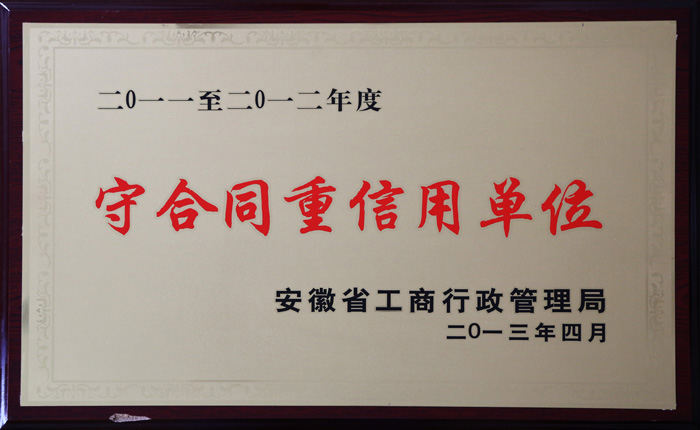 二0一一至二0一二年度
守合同重信用单位
安徽省工商行政管理局
二0一三年四月